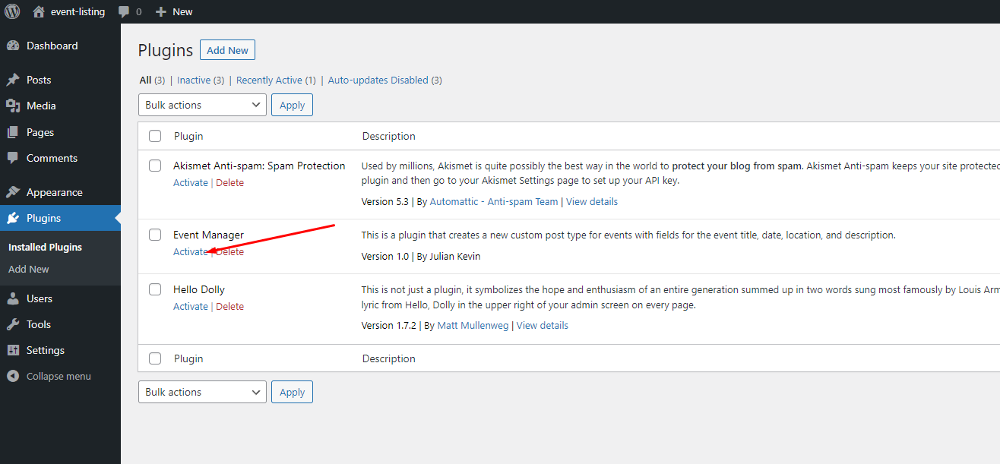 event-listing 0 New
Dashboard
Posts
Media
Pages
Comments
Appearance
Plugins
Installed Plugins
Add New
Users
Tools
Settings
Collapse menu
Plugins Add New
All (3) | Inactive (3) | Recently Active (1) | Auto-updates Disabled (3)
Bulk actions Apply
Plugin Description
Akismet Anti-spam: Spam Protection
Activate | Delete
Used by millions, Akismet is quite possibly the best way in the world to protect your blog from spam. Akismet Anti-spam keeps your site protected
plugin and then go to your Akismet Settings page to set up your API key.
Version 5.3 | By Automattic - Anti-spam Team | View details
Event Manager
Activate | Delete
This is a plugin that creates a new custom post type for events with fields for the event title, date, location, and description.
Version 1.0 | By Julian Kevin
Hello Dolly
Activate | Delete
This is not just a plugin, it symbolizes the hope and enthusiasm of an entire generation summed up in two words sung most famously by Louis Arm
lyric from Hello, Dolly in the upper right of your admin screen on every page.
Version 1.7.2 | By Matt Mullenweg | View details
Plugin Description
Bulk actions Apply